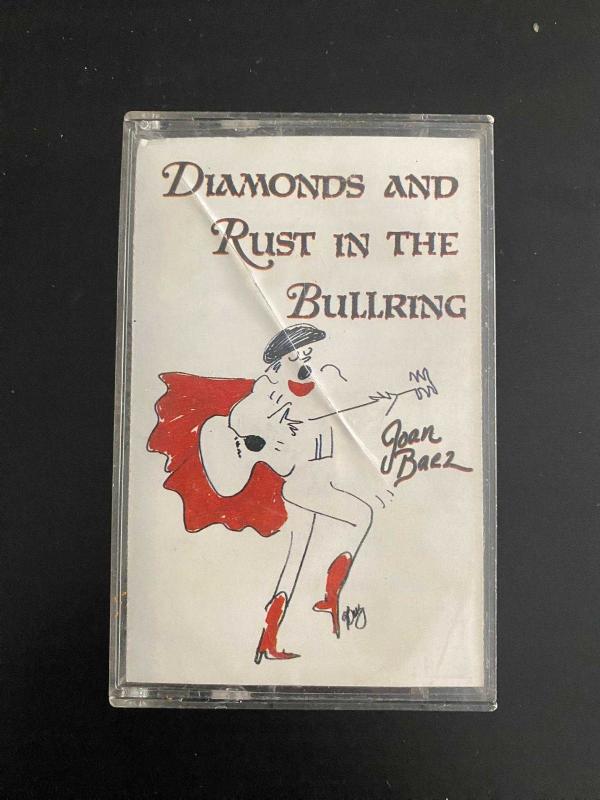 DIAMONDS AND
RUST IN THE
BULLRING
Joan
Baez